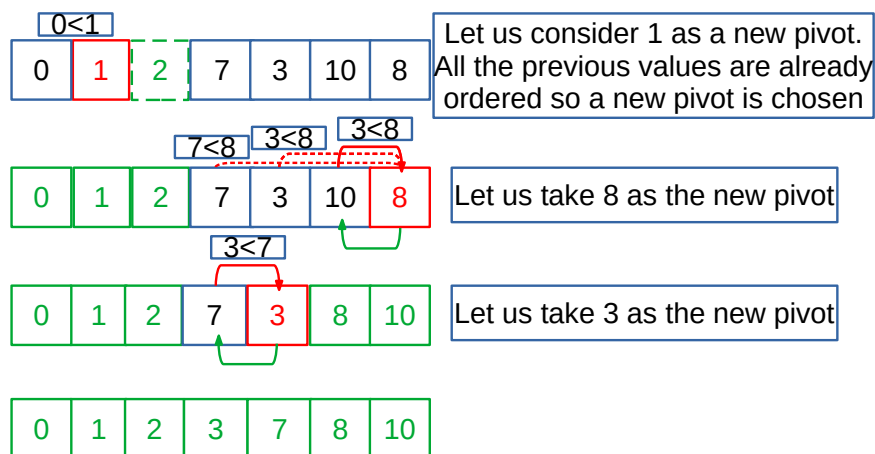 0<1
0 1 2 7 3 10 8
Let us consider 1 as a new pivot.
All the previous values are already
ordered so a new pivot is chosen
7<8 3<8 3<8
0 1 2 7 3 10 8
Let us take 8 as the new pivot
3<7
0 1 2 7 3 8 10
Let us take 3 as the new pivot
0 1 2 3 7 8 10